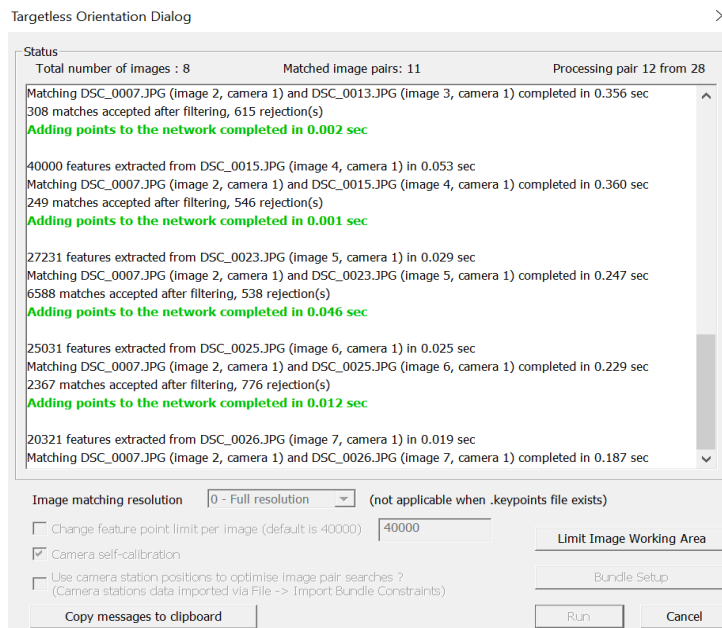 Targetless Orientation Dialog
Status
Total number of images : 8 Matched image pairs: 11 Processing pair 12 from 28
Matching DSC_0007.JPG (image 2, camera 1) and DSC_0013.JPG (image 3, camera 1) completed in 0.356 sec
308 matches accepted after filtering, 615 rejection(s)
Adding points to the network completed in 0.002 sec
40000 features extracted from DSC_0015.JPG (image 4, camera 1) in 0.053 sec
Matching DSC_0007.JPG (image 2, camera 1) and DSC_0015.JPG (image 4, camera 1) completed in 0.360 sec
249 matches accepted after filtering, 546 rejection(s)
Adding points to the network completed in 0.001 sec
27231 features extracted from DSC_0023.JPG (image 5, camera 1) in 0.029 sec
Matching DSC_0007.JPG (image 2, camera 1) and DSC_0023.JPG (image 5, camera 1) completed in 0.247 sec
6588 matches accepted after filtering, 538 rejection(s)
Adding points to the network completed in 0.046 sec
25031 features extracted from DSC_0025.JPG (image 6, camera 1) in 0.025 sec
Matching DSC_0007.JPG (image 2, camera 1) and DSC_0025.JPG (image 6, camera 1) completed in 0.229 sec
2367 matches accepted after filtering, 776 rejection(s)
Adding points to the network completed in 0.012 sec
20321 features extracted from DSC_0026.JPG (image 7, camera 1) in 0.019 sec
Matching DSC_0007.JPG (image 2, camera 1) and DSC_0026.JPG (image 7, camera 1) completed in 0.187 sec
Image matching resolution 0 - Full resolution (not applicable when .keypoints file exists)
Change feature point limit per image (default is 40000) 40000
Limit Image Working Area
Camera self-calibration
Use camera station positions to optimise image pair searches ?
(Camera stations data imported via File -> Import Bundle Constraints)
Bundle Setup
Copy messages to clipboard Run Cancel